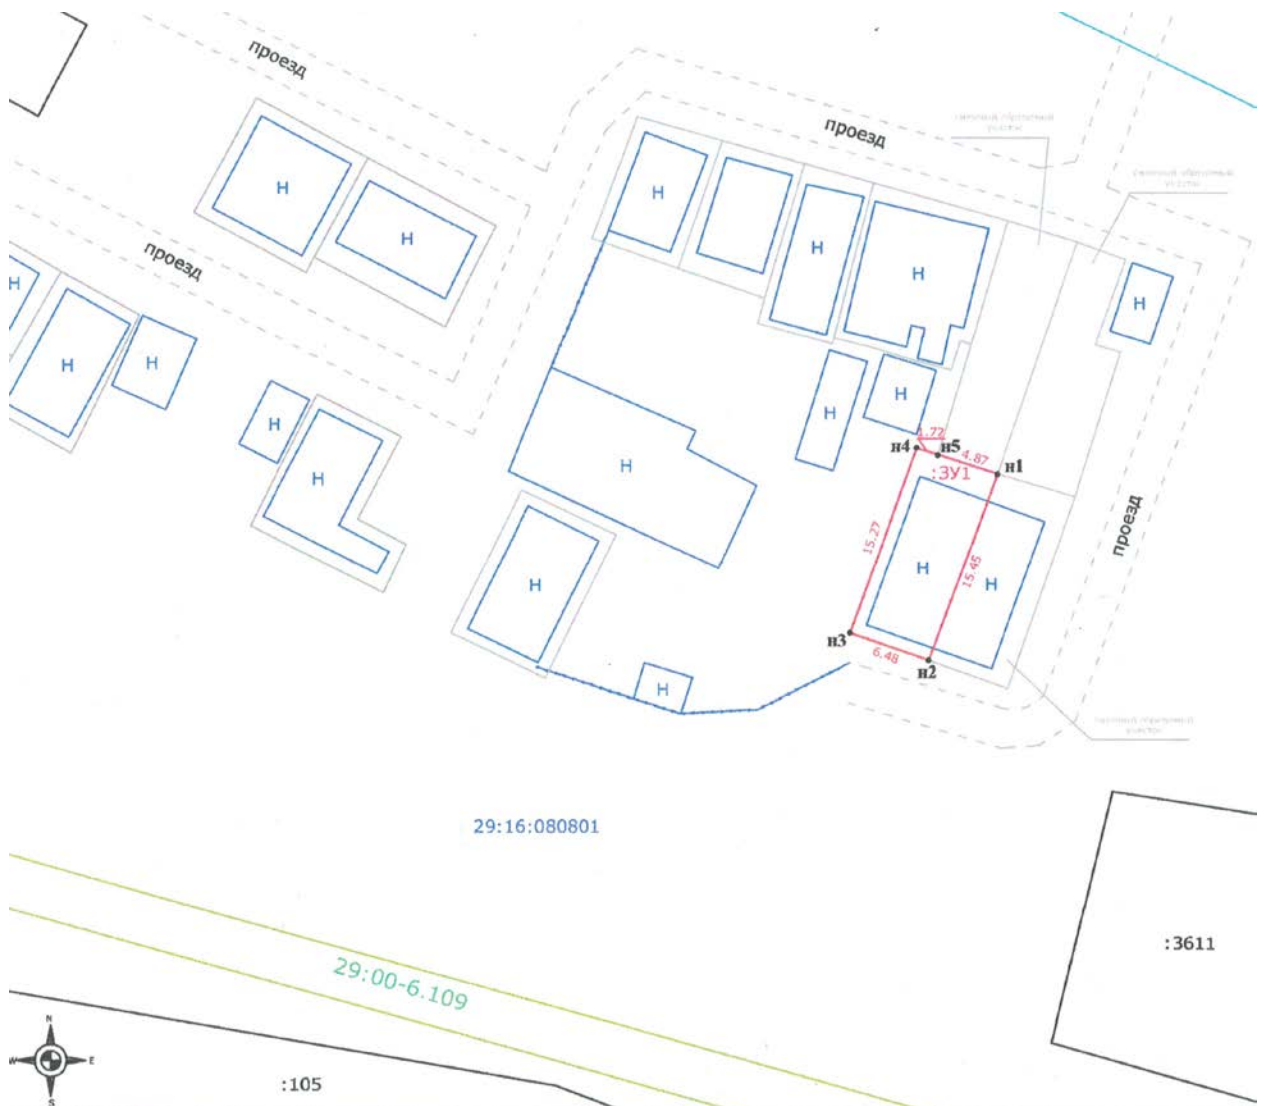 проезд
проезд
проезд
Н
Н
Н
Н
Н
Н
Н
Н
Н
Н
Н
Н
Н
Н
1.72
н4
н5
4.87
н1
:ЗУ1
Н
Н
проезд
15.27
15.45
Н
Н
Н
н3
6.48
н2
Н
29:16:080801
:3611
29:00-6.109
N
W
E
S
:105